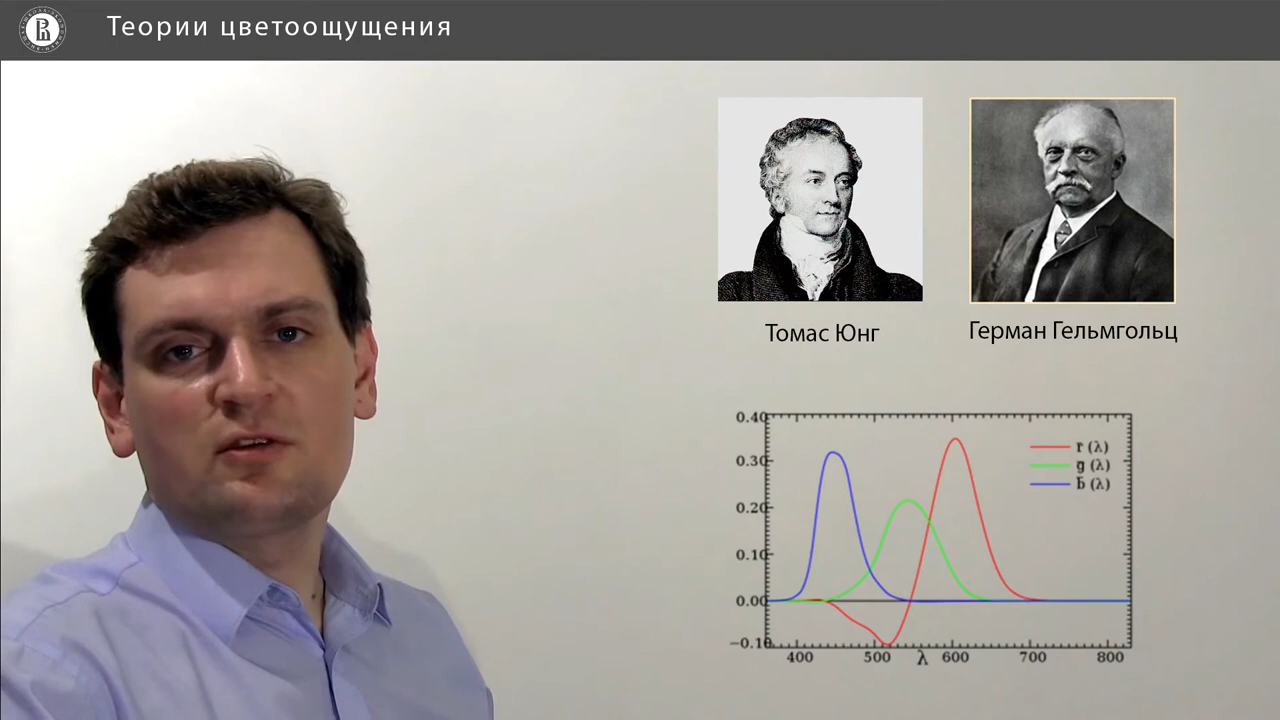 Теории цветоощущения
Томас Юнг
Герман Гельмгольц
0.40
0.30
0.20
0.10
0.00
−0.10
400
500
λ
600
700
800
r̄ (λ)
ḡ (λ)
b̄ (λ)